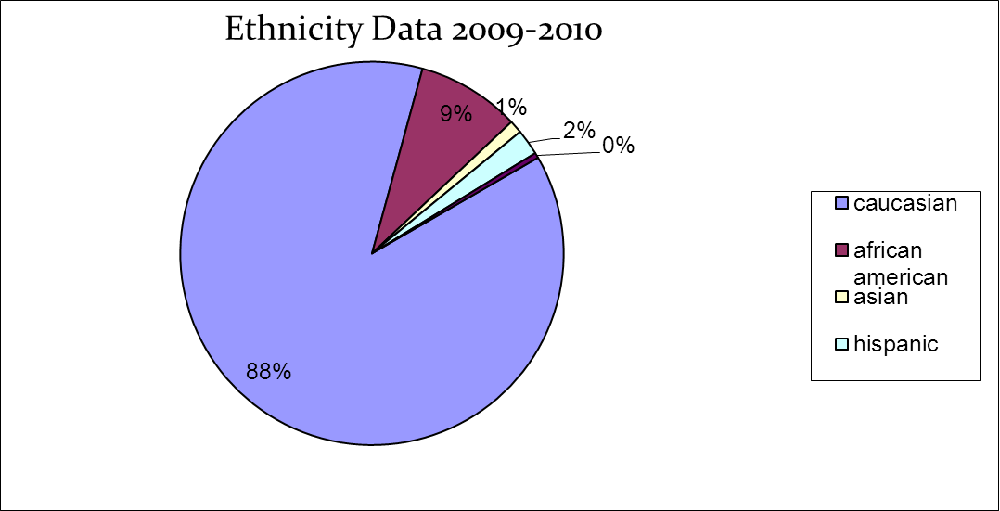 Ethnicity Data 2009-2010
9%
1%
2%
0%
88%
caucasian
african
american
asian
hispanic